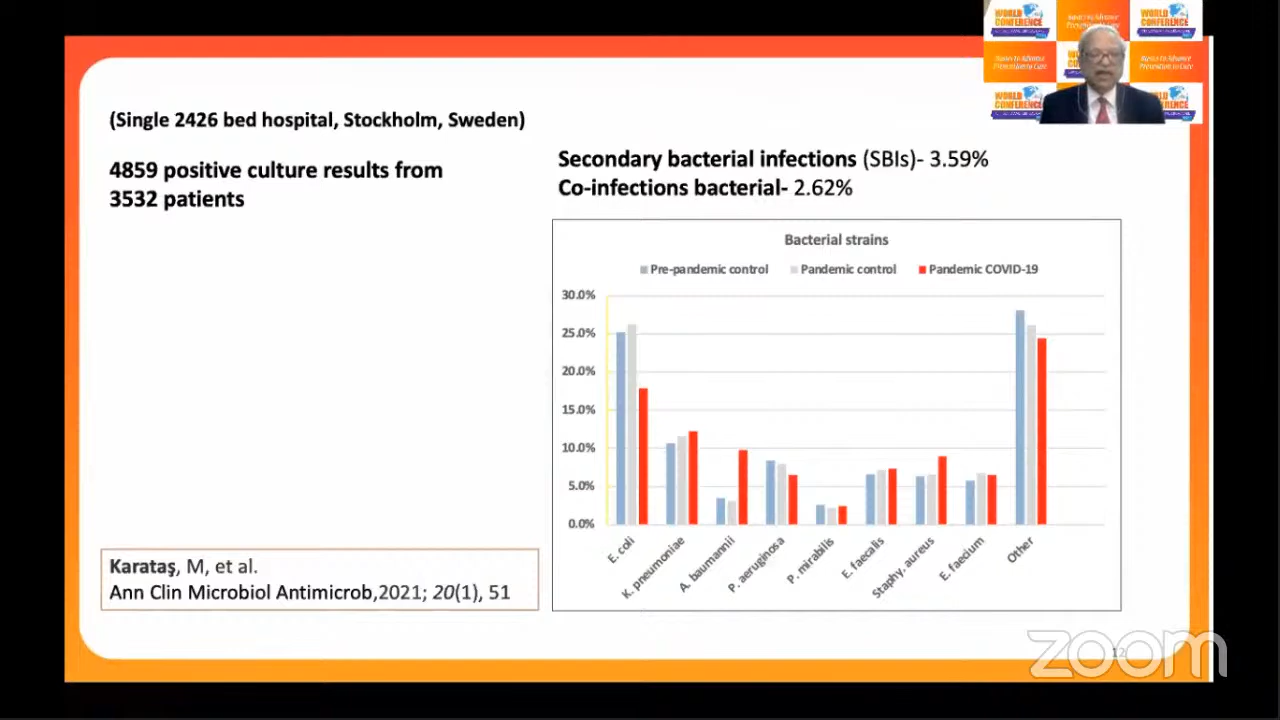 WORLD
CONFERENCE
WORLD
CONFERENCE
(Single 2426 bed hospital, Stockholm, Sweden)
4859 positive culture results from
3532 patients
Secondary bacterial infections (SBIs)- 3.59%
Co-infections bacterial- 2.62%
Bacterial strains
Pre-pandemic control Pandemic control Pandemic COVID-19
30.0%
25.0%
20.0%
15.0%
10.0%
5.0%
0.0%
E. coli
K. pneumoniae
A. baumannii
P. aeruginosa
P. mirabilis
E. faecalis
Staphy. aureus
E. faecium
Other
Karataş, M, et al.
Ann Clin Microbiol Antimicrob,2021; 20(1), 51
12
zoom